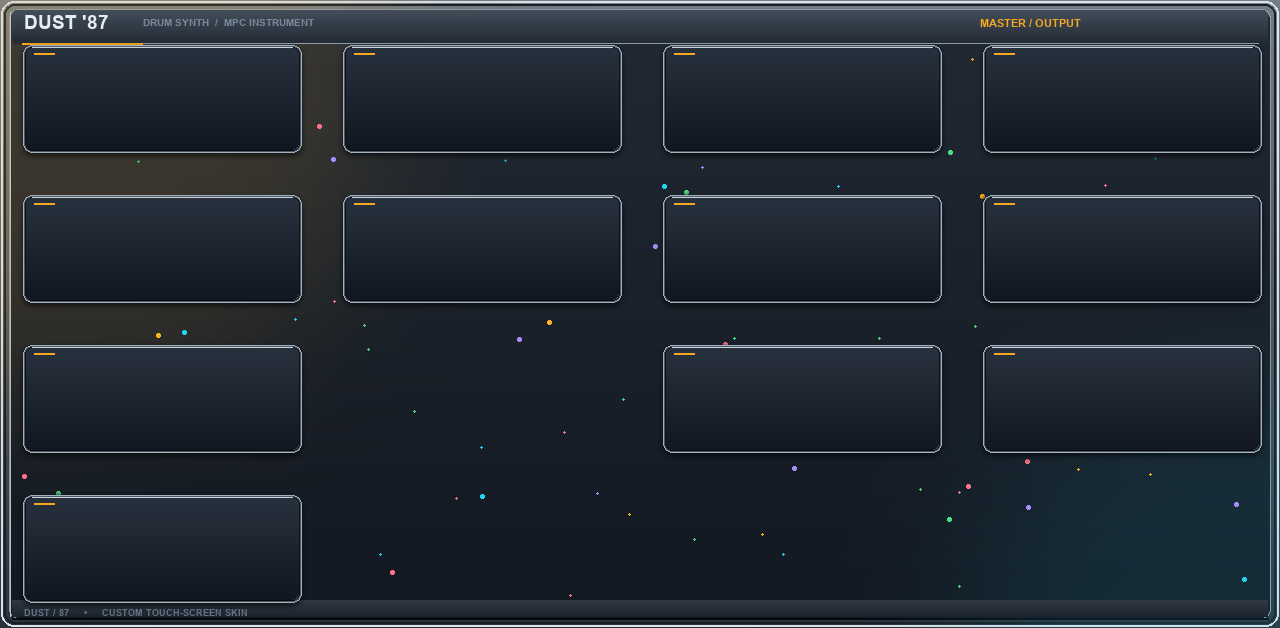 DUST '87 DRUM SYNTH / MPC INSTRUMENT MASTER / OUTPUT
DUST / 87 • CUSTOM TOUCH-SCREEN SKIN